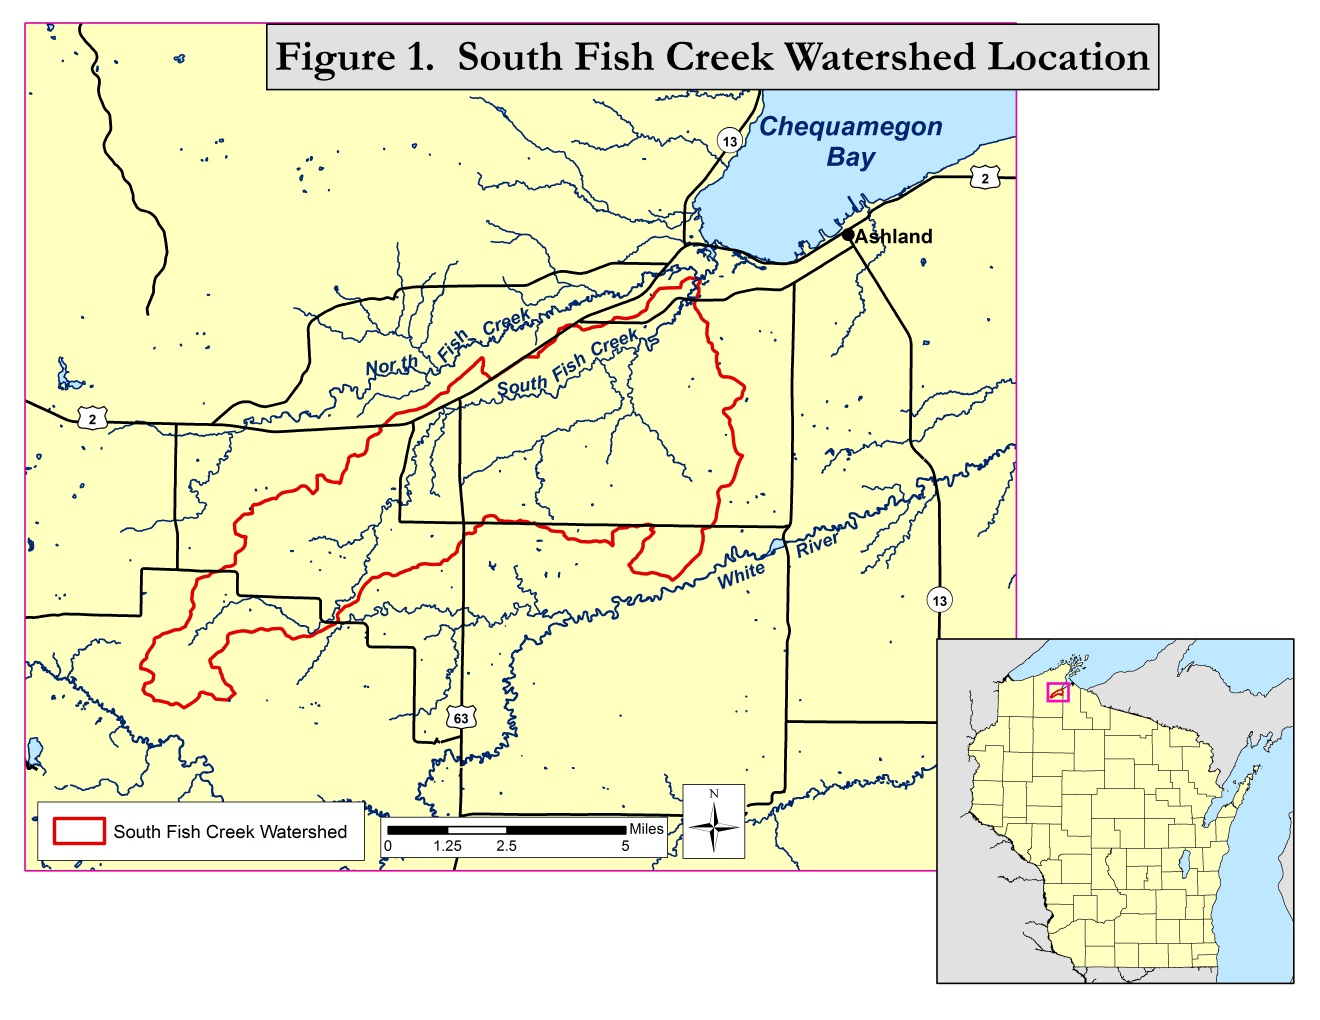 Figure 1. South Fish Creek Watershed Location
13
Chequamegon
Bay
2
Ashland
North Fish Creek
South Fish Creek
2
White River
13
63
South Fish Creek Watershed
Miles
0 1.25 2.5 5
N